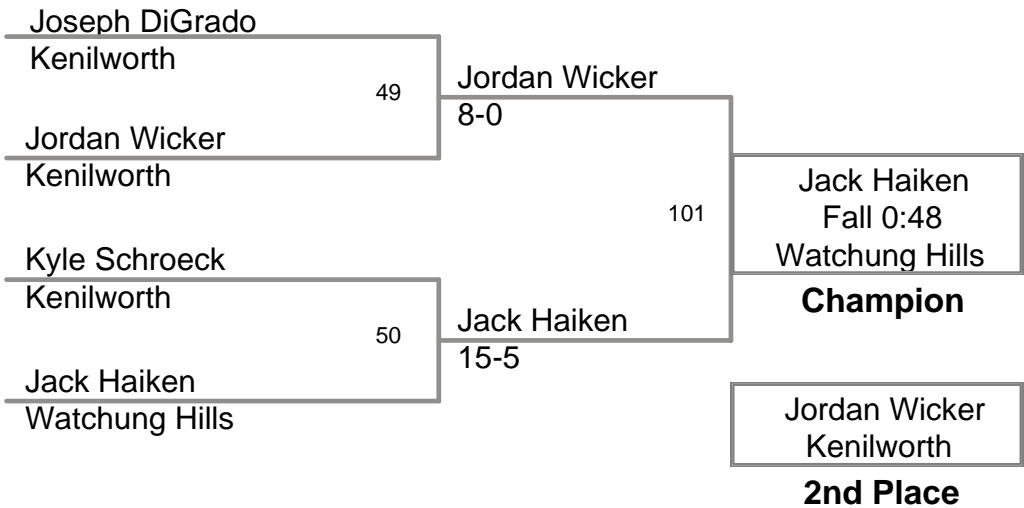 Joseph DiGrado
Kenilworth
49
Jordan Wicker
Kenilworth
Jordan Wicker
8-0
Kyle Schroeck
Kenilworth
50
Jack Haiken
Watchung Hills
Jack Haiken
15-5
101
Jack Haiken
Fall 0:48
Watchung Hills
Champion
Jordan Wicker
Kenilworth
2nd Place